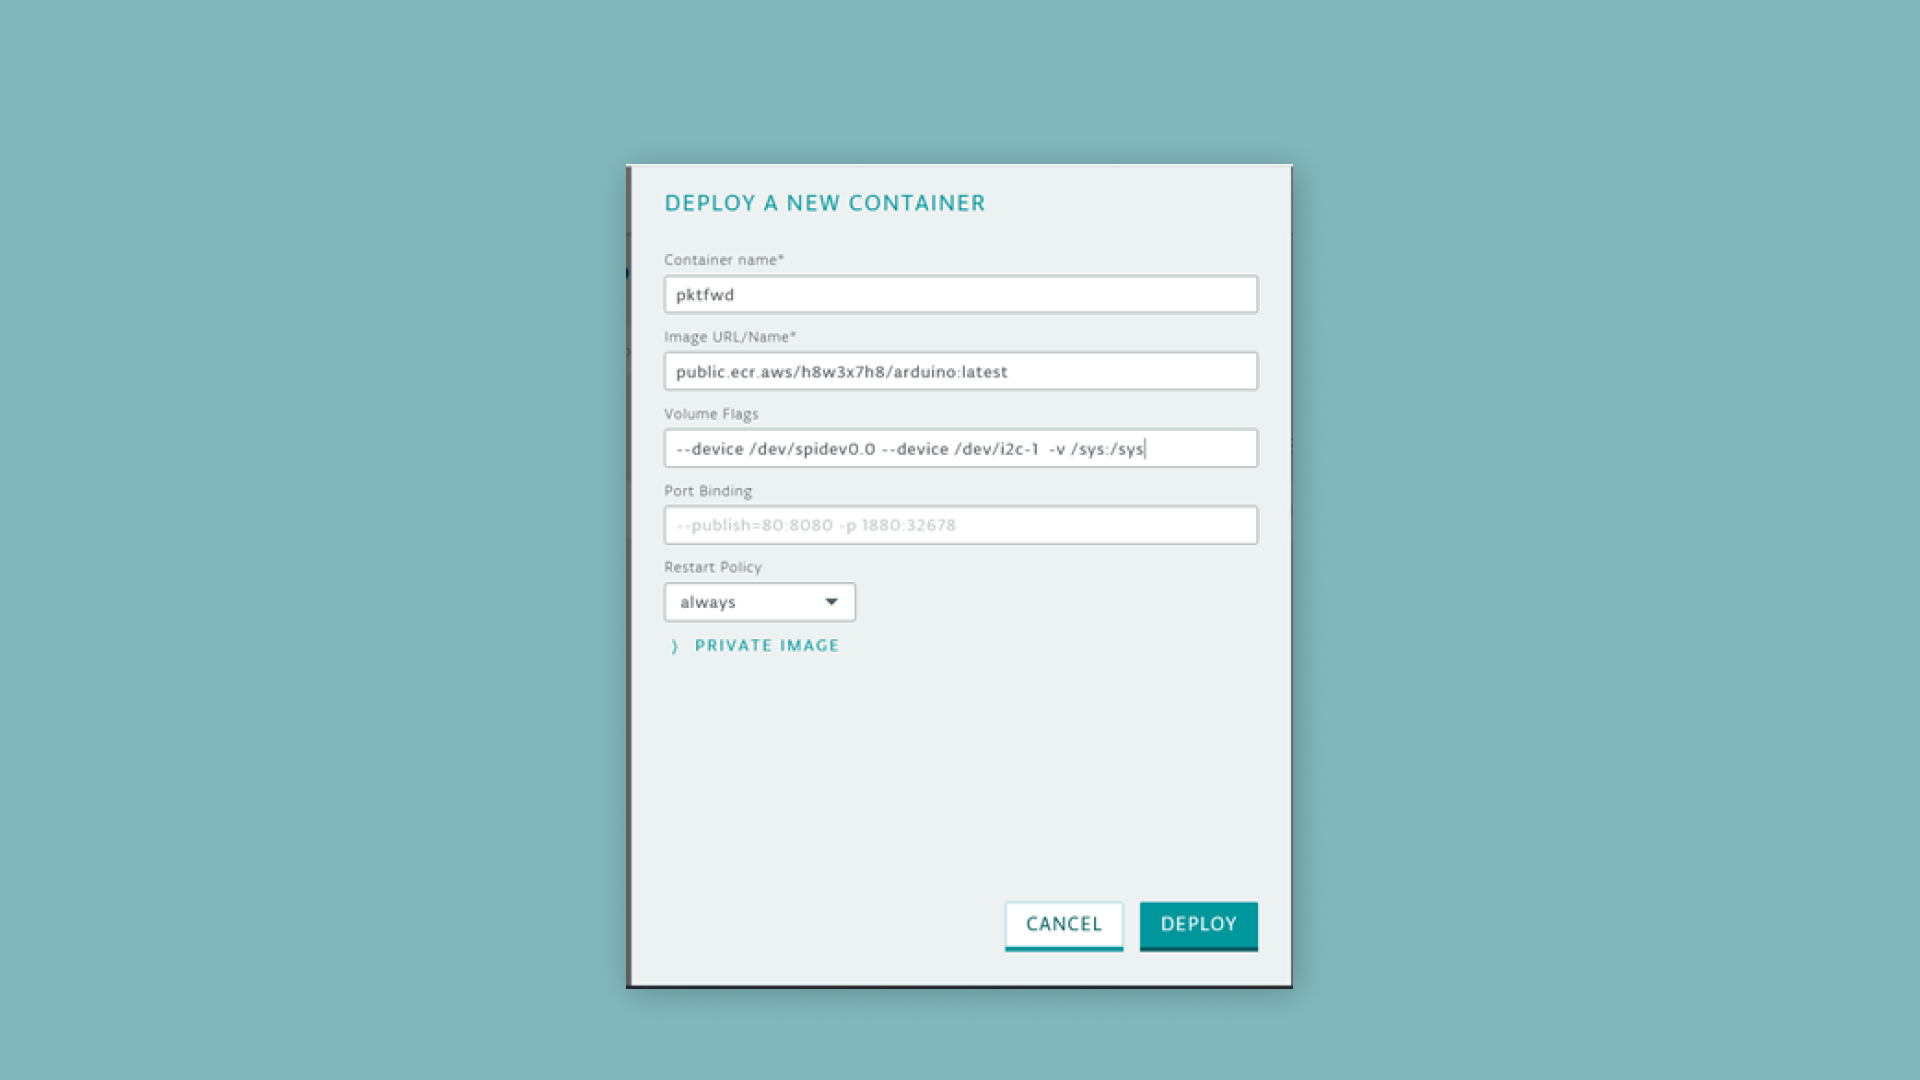 DEPLOY A NEW CONTAINER
Container name*
pktfwd
Image URL/Name*
public.ecr.aws/h8w3x7h8/arduino:latest
Volume Flags
--device /dev/spidev0.0 --device /dev/i2c-1  -v /sys:/sys
Port Binding
--publish=80:8080 -p 1880:32678
Restart Policy
always
PRIVATE IMAGE
CANCEL DEPLOY